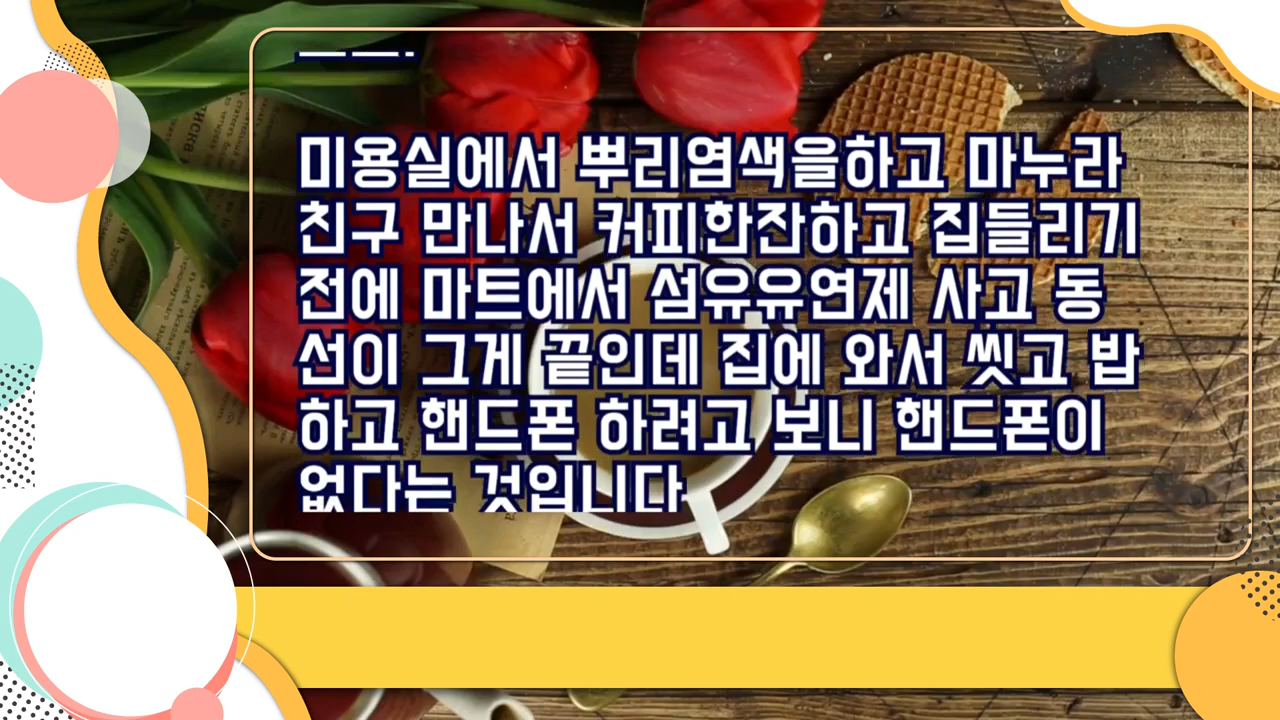 미용실에서 뿌리염색을하고 마누라
친구 만나서 커피한잔하고 집들리기
전에 마트에서 섬유유연제 사고 동
선이 그게 끝인데 집에 와서 씻고 밥
하고 핸드폰 하려고 보니 핸드폰이
없다는 것입니다